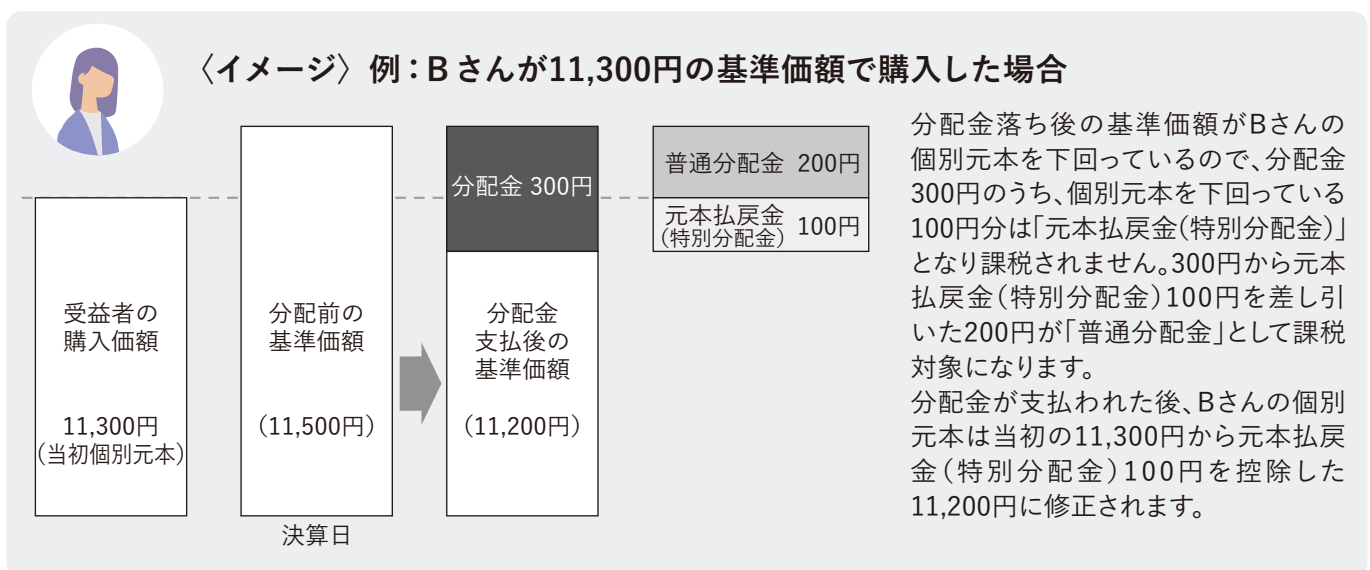 〈イメージ〉例：Bさんが11,300円の基準価額で購入した場合
受益者の
購入価額
11,300円
（当初個別元本）
分配前の
基準価額
（11,500円）
決算日
分配金 300円
分配金
支払後の
基準価額
（11,200円）
普通分配金 200円
元本払戻金
（特別分配金） 100円
分配金落ち後の基準価額がBさんの
個別元本を下回っているので、分配金
300円のうち、個別元本を下回っている
100円分は「元本払戻金（特別分配金）」
となり課税されません。300円から元本
払戻金（特別分配金）100円を差し引
いた200円が「普通分配金」として課税
対象になります。
分配金が支払われた後、Bさんの個別
元本は当初の11,300円から元本払戻
金（特別分配金）100円を控除した
11,200円に修正されます。